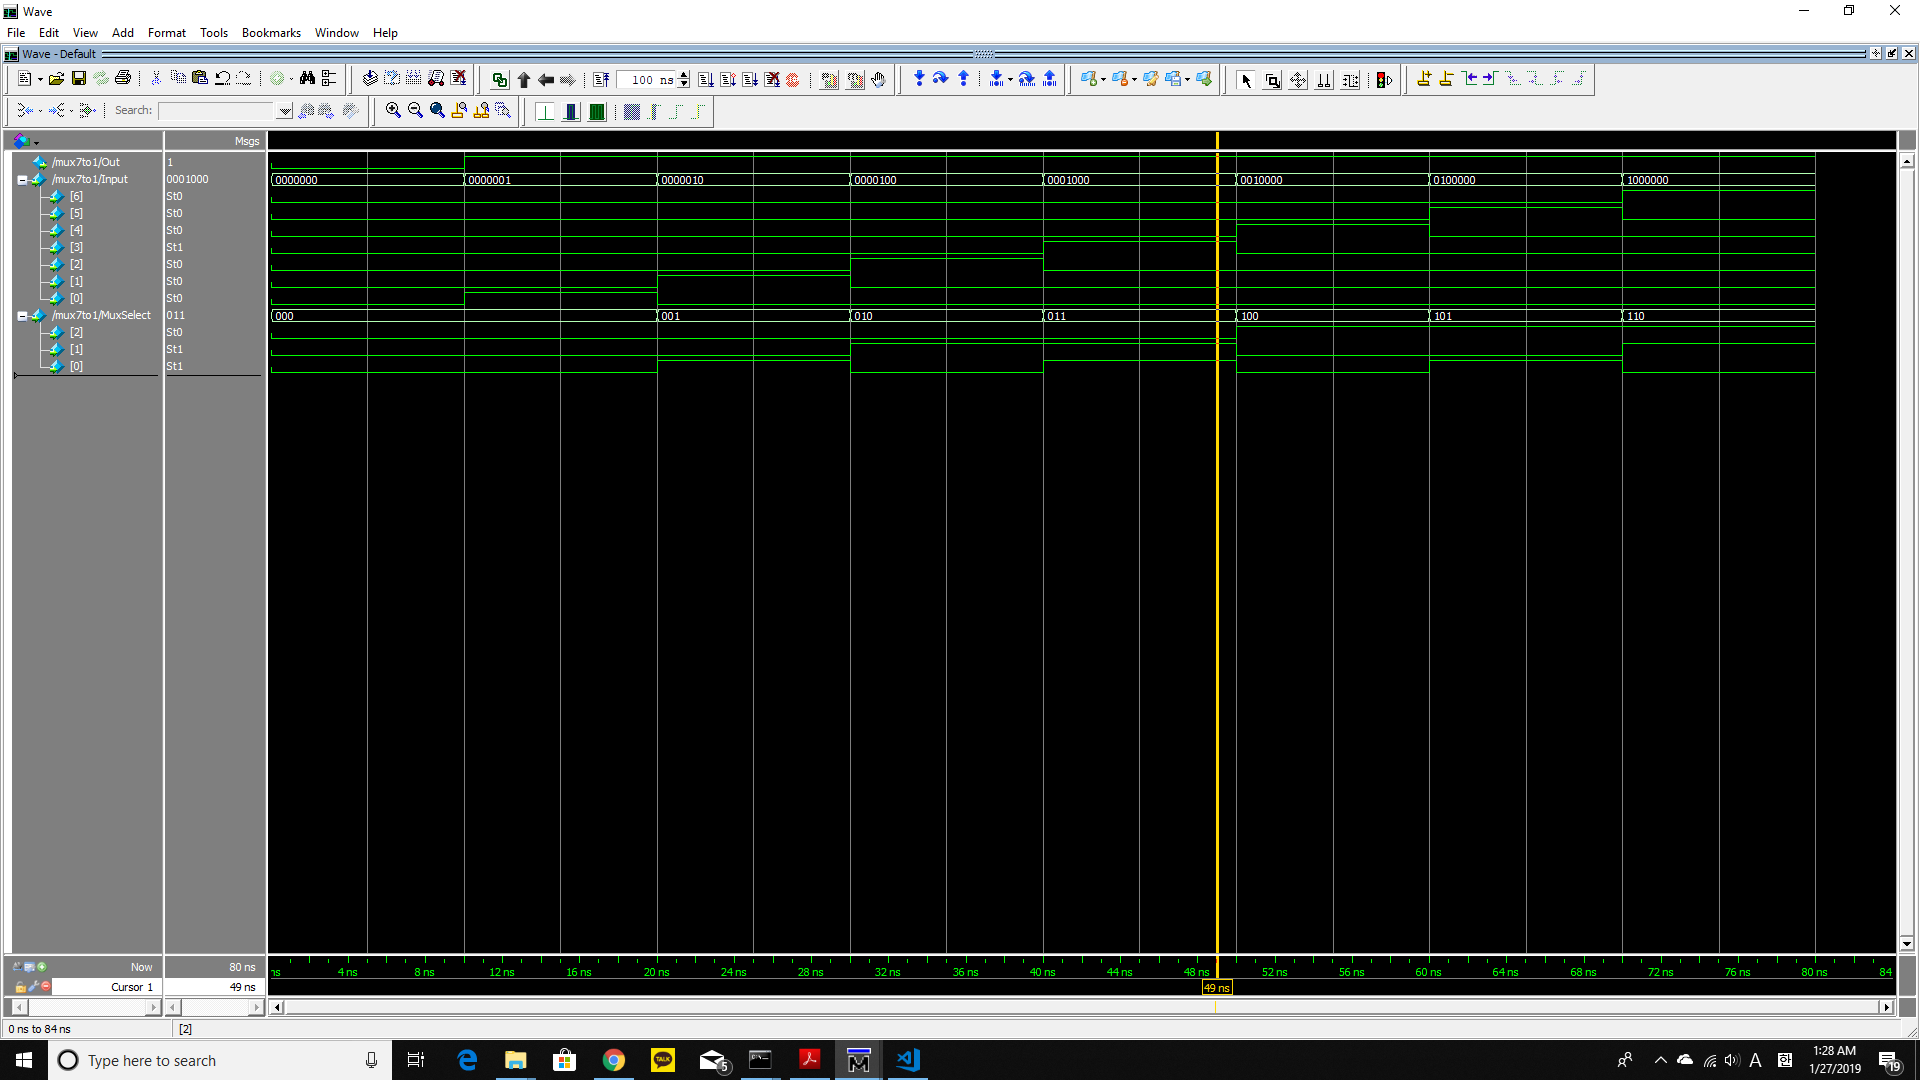 Wave
File Edit View Add Format Tools Bookmarks Window Help
Wave - Default
100 ns
Search:
Msgs
/mux7to1/Out 1
/mux7to1/Input 0001000 0000000 0000001 0000010 0000100 0001000 0010000 0100000 1000000
[6] St0
[5] St0
[4] St0
[3] St1
[2] St0
[1] St0
[0] St0
/mux7to1/MuxSelect 011 000 001 010 011 100 101 110
[2] St0
[1] St1
[0] St1
Now 80 ns ns 4 ns 8 ns 12 ns 16 ns 20 ns 24 ns 28 ns 32 ns 36 ns 40 ns 44 ns 48 ns 52 ns 56 ns 60 ns 64 ns 68 ns 72 ns 76 ns 80 ns 84
Cursor 1 49 ns 49 ns
0 ns to 84 ns [2]
Type here to search TALK 5 A 한 1:28 AM
1/27/2019 19